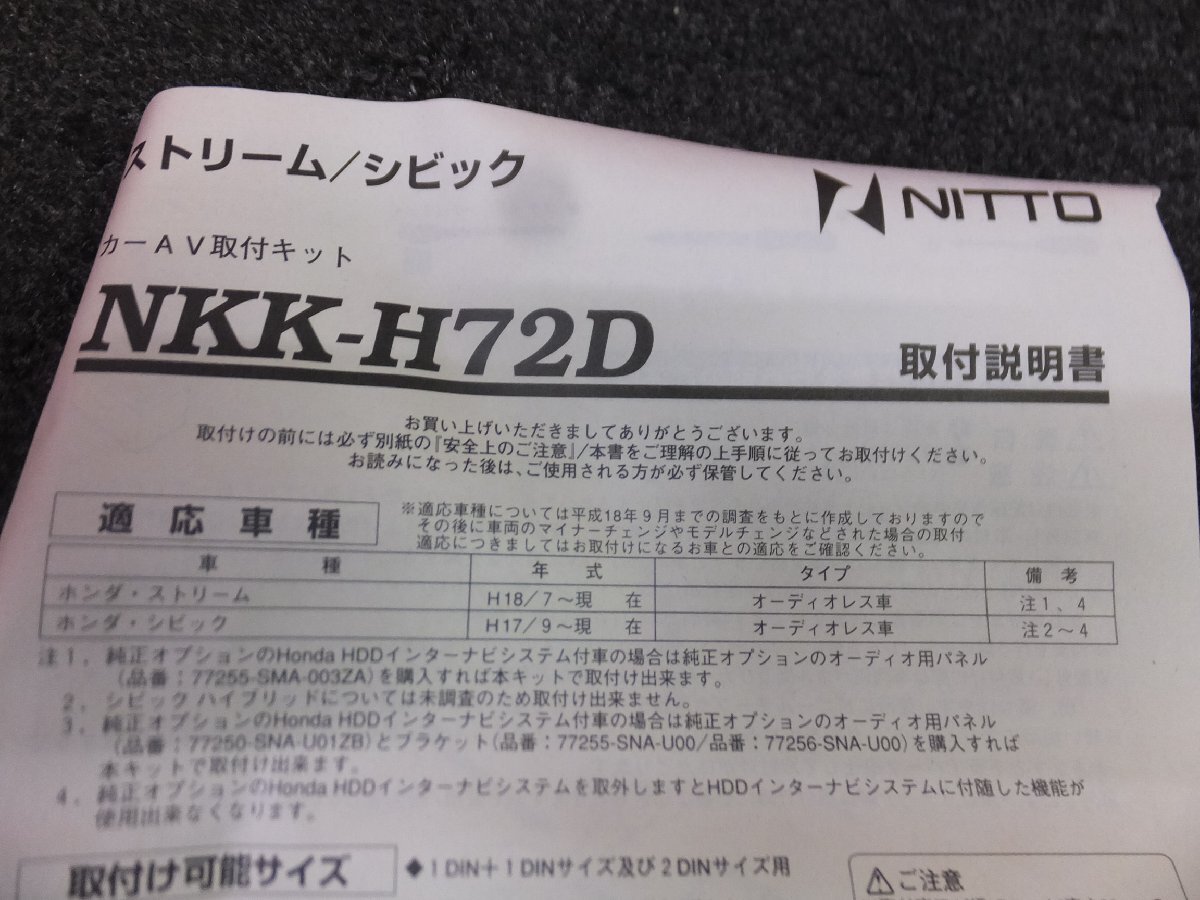 ストリーム/シビック
NITTO
カーAV取付キット
NKK-H72D
取付説明書
お買い上げいただきましてありがとうございます。
取付けの前には必ず別紙の『安全上のご注意』/本書をご理解の上手順に従ってお取付けください。
お読みになった後は、ご使用される方が必ず保管してください。
適応車種
※適応車種については平成18年9月までの調査をもとに作成しておりますので
その後に車両のマイナーチェンジやモデルチェンジなどされた場合の取付
適応につきましてはお取付けになるお車との適応をご確認ください。
車種 年式 タイプ 備考
ホンダ・ストリーム H18/7〜現在 オーディオレス車 注1、4
ホンダ・シビック H17/9〜現在 オーディオレス車 注2〜4
注1. 純正オプションのHonda HDDインターナビシステム付車の場合は純正オプションのオーディオ用パネル
(品番:77255-SMA-003ZA)を購入すれば本キットで取付け出来ます。
2. シビック ハイブリッドについては未調査のため取付け出来ません。
3. 純正オプションのHonda HDDインターナビシステム付車の場合は純正オプションのオーディオ用パネル
(品番:77250-SNA-U01ZB)とブラケット(品番:77255-SNA-U00/品番:77256-SNA-U00)を購入すれば
本キットで取付け出来ます。
4. 純正オプションのHonda HDDインターナビシステムを取外しますとHDDインターナビシステムに付随した機能が
使用出来なくなります。
取付け可能サイズ
◆1DIN+1DINサイズ及び2DINサイズ用
⚠ご注意